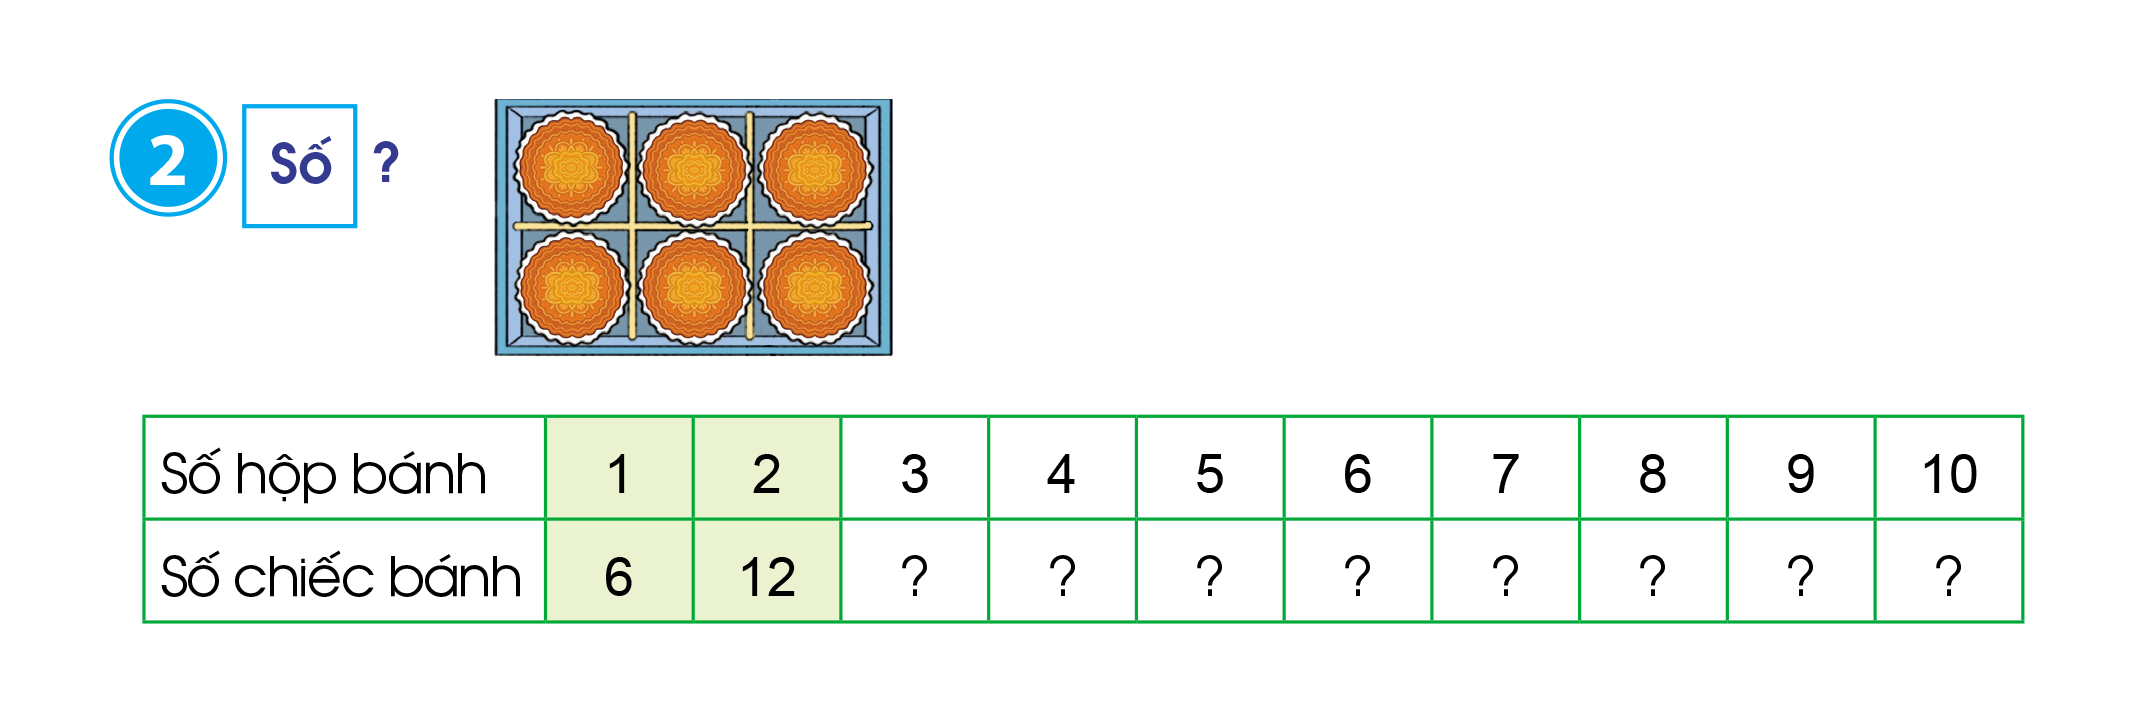 2 Số ?
Số hộp bánh 1 2 3 4 5 6 7 8 9 10
Số chiếc bánh 6 12 ? ? ? ? ? ? ? ?